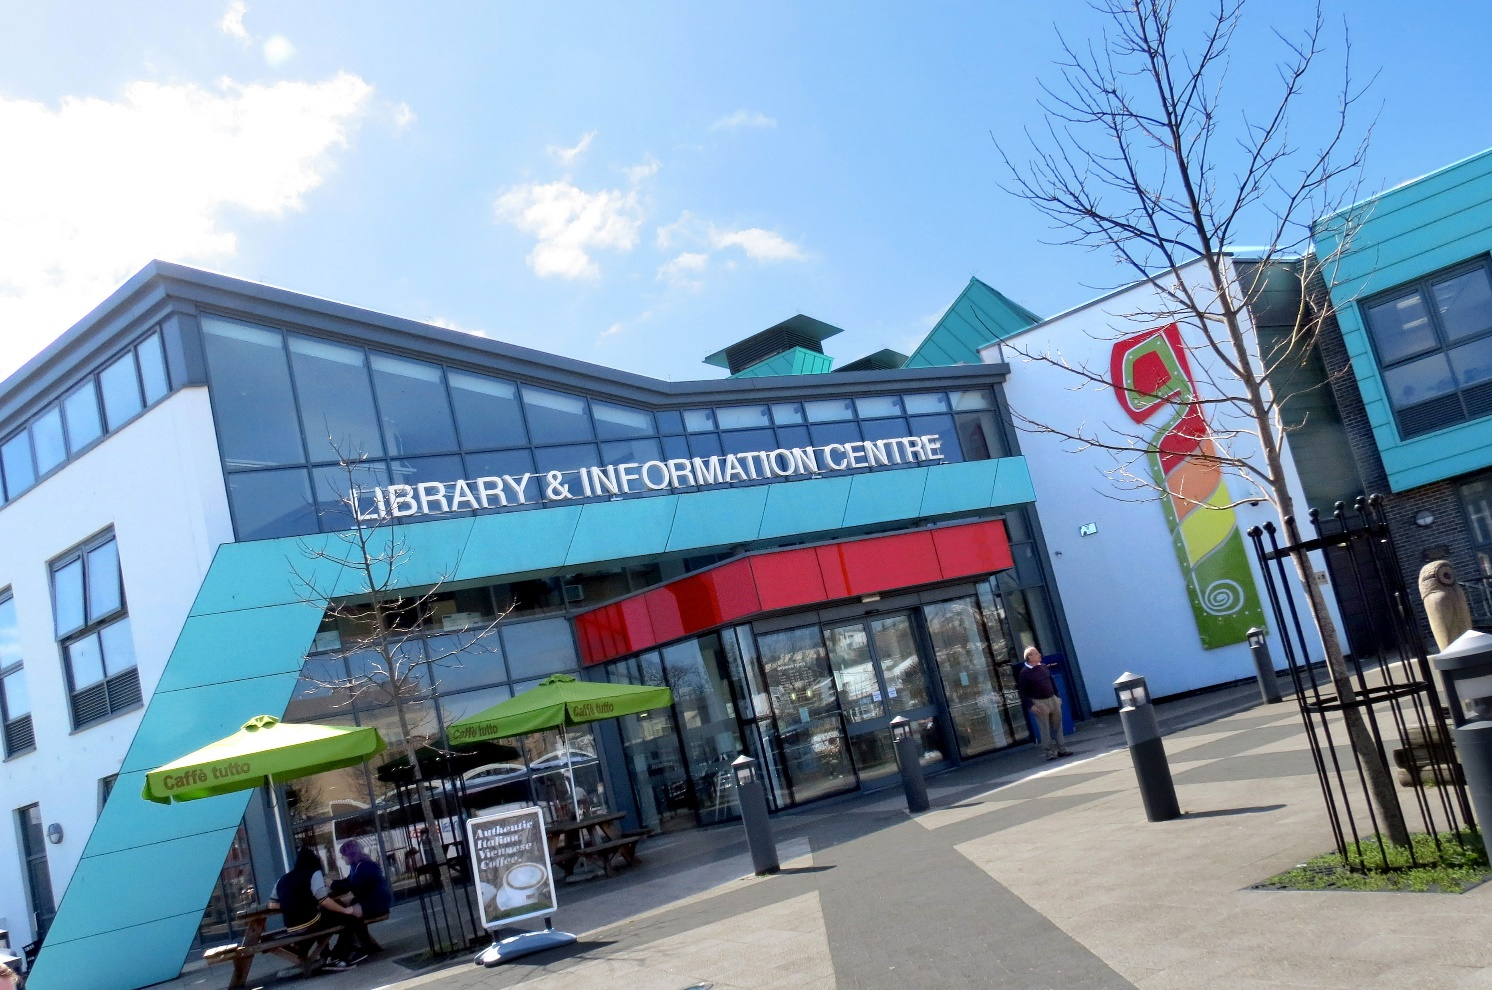 LIBRARY & INFORMATION CENTRE
Caffè tutto
Caffè tutto
Caffè tutto
Authentic
Italian
Viennese
Coffee.